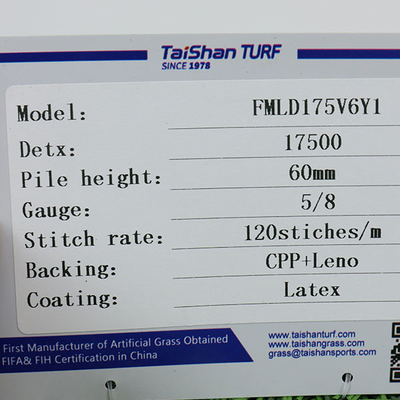 TaiShan TURF
SINCE 1978
Model: FMLD175V6Y1
Detx: 17500
Pile height: 60mm
Gauge: 5/8
Stitch rate: 120stiches/m
Backing: CPP+Leno
Coating: Latex
First Manufacturer of Artificial Grass Obtained
FIFA& FIH Certification in China
www.taishanturf.com
www.taishangrass.com
grass@taishansports.com